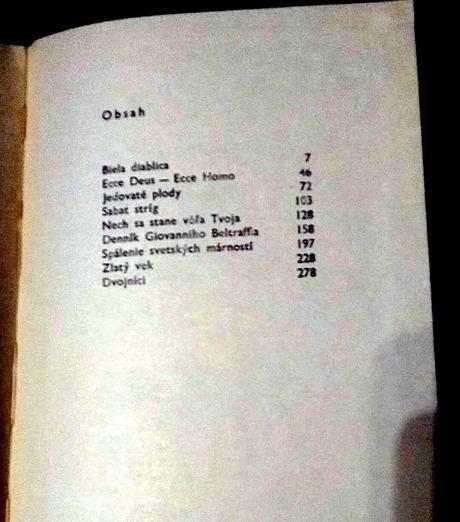 Obsah
Biela diablica 7
Ecce Deus — Ecce Homo 46
Jedovaté plody 72
Sabat stríg 103
Nech sa stane vôľa Tvoja 128
Denník Giovanniho Beltraffia 158
Spálenie svetských márností 197
Zlatý vek 228
Dvojníci 278